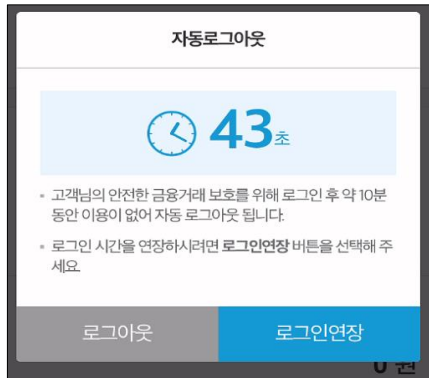 자동로그아웃
43초
고객님의 안전한 금융거래 보호를 위해 로그인 후 약 10분
동안 이용이 없어 자동 로그아웃 됩니다.
로그인 시간을 연장하시려면 로그인연장 버튼을 선택해 주
세요.
로그아웃 로그인연장
0 원